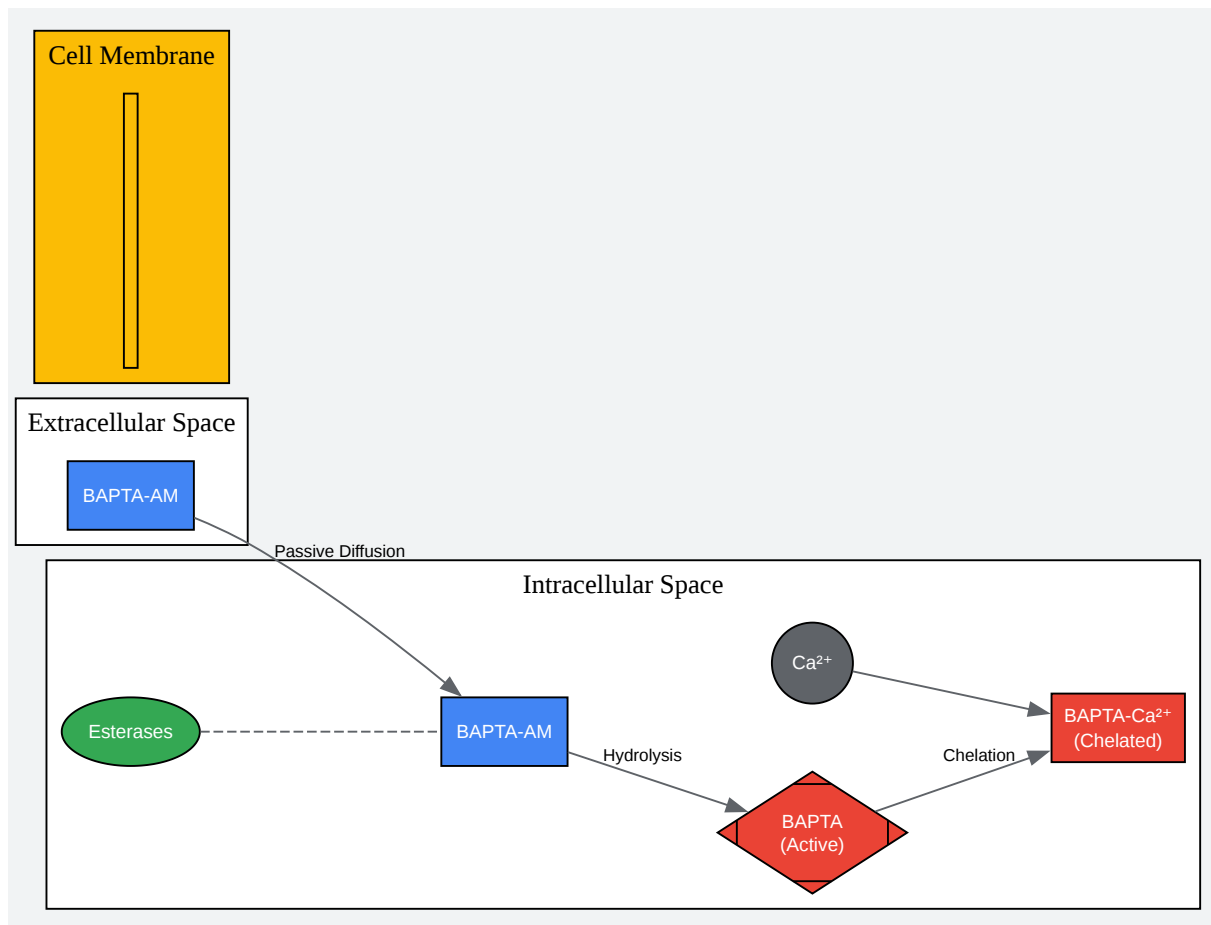 Cell Membrane
Extracellular Space
BAPTA-AM
Passive Diffusion
Intracellular Space
Ca²⁺
Esterases
BAPTA-AM
BAPTA-Ca²⁺
(Chelated)
Hydrolysis
Chelation
BAPTA
(Active)